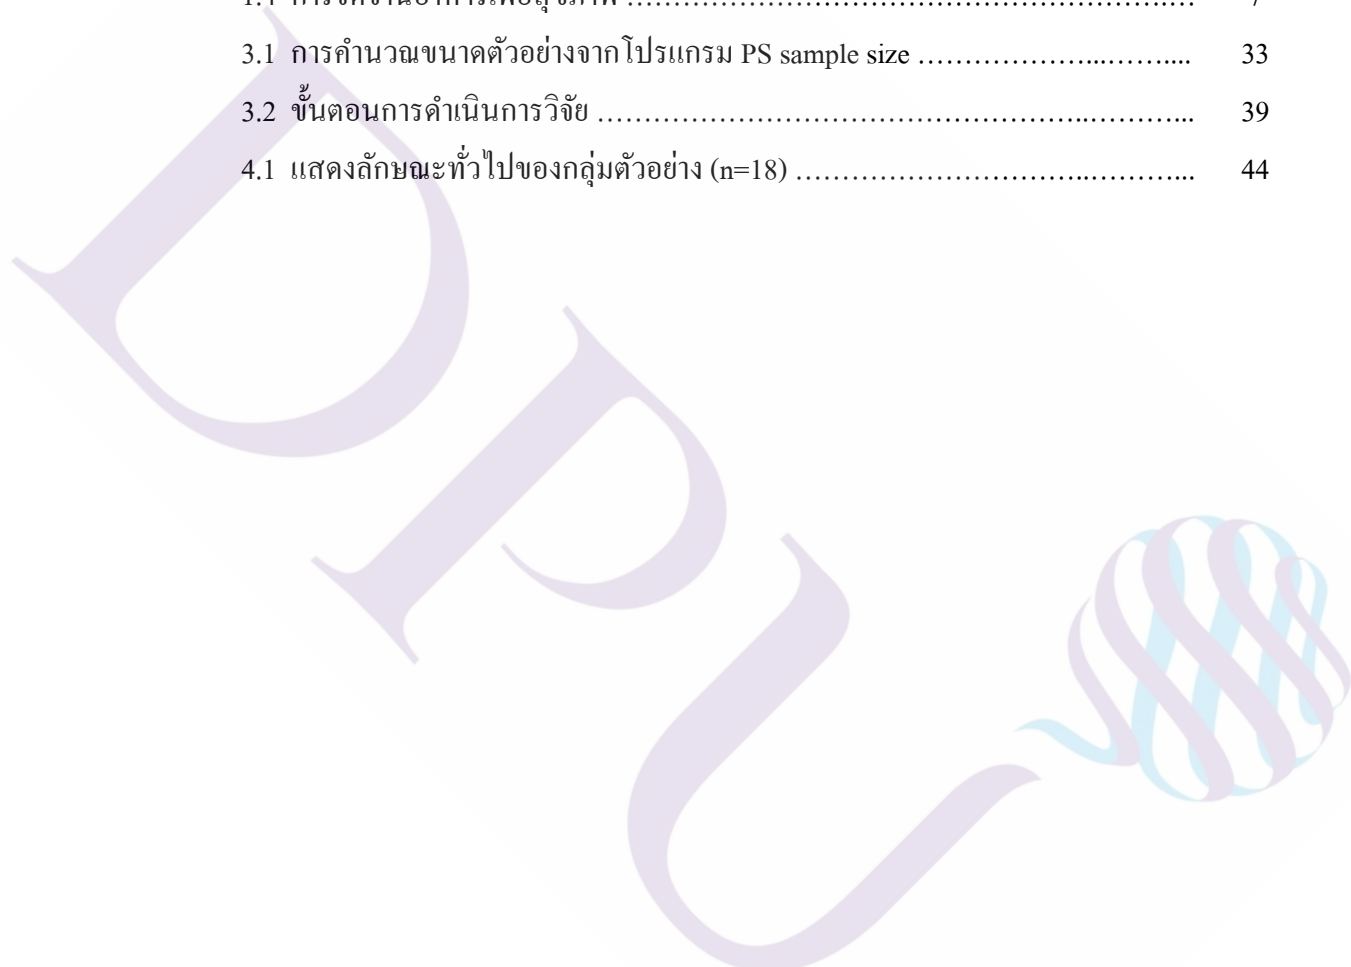 3.1 การคำนวณขนาดตัวอย่างจากโปรแกรม PS sample size ………………...…….... 33
3.2 ขั้นตอนการดำเนินการวิจัย ……………………………………………..………... 39
4.1 แสดงลักษณะทั่วไปของกลุ่มตัวอย่าง (n=18) …………………………..………... 44
DPU